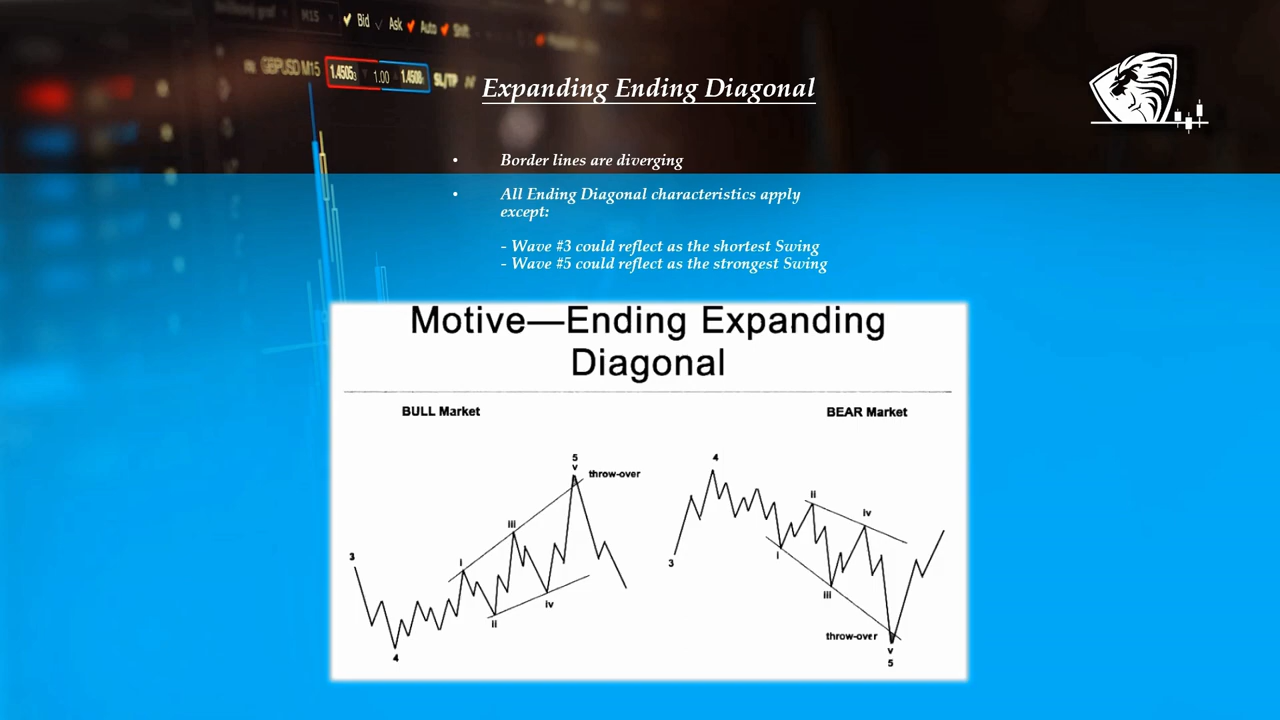 M15 Bid Ask Auto Shift
GBPUSD M15 1.4505 1.00 1.4508 SL/TP
Expanding Ending Diagonal
• Border lines are diverging
• All Ending Diagonal characteristics apply
except:
- Wave #3 could reflect as the shortest Swing
- Wave #5 could reflect as the strongest Swing
Motive—Ending Expanding
Diagonal
BULL Market
BEAR Market
5
v
throw-over
iii
i
3
iv
ii
4
4
ii
iv
3
i
iii
throw-over
v
5